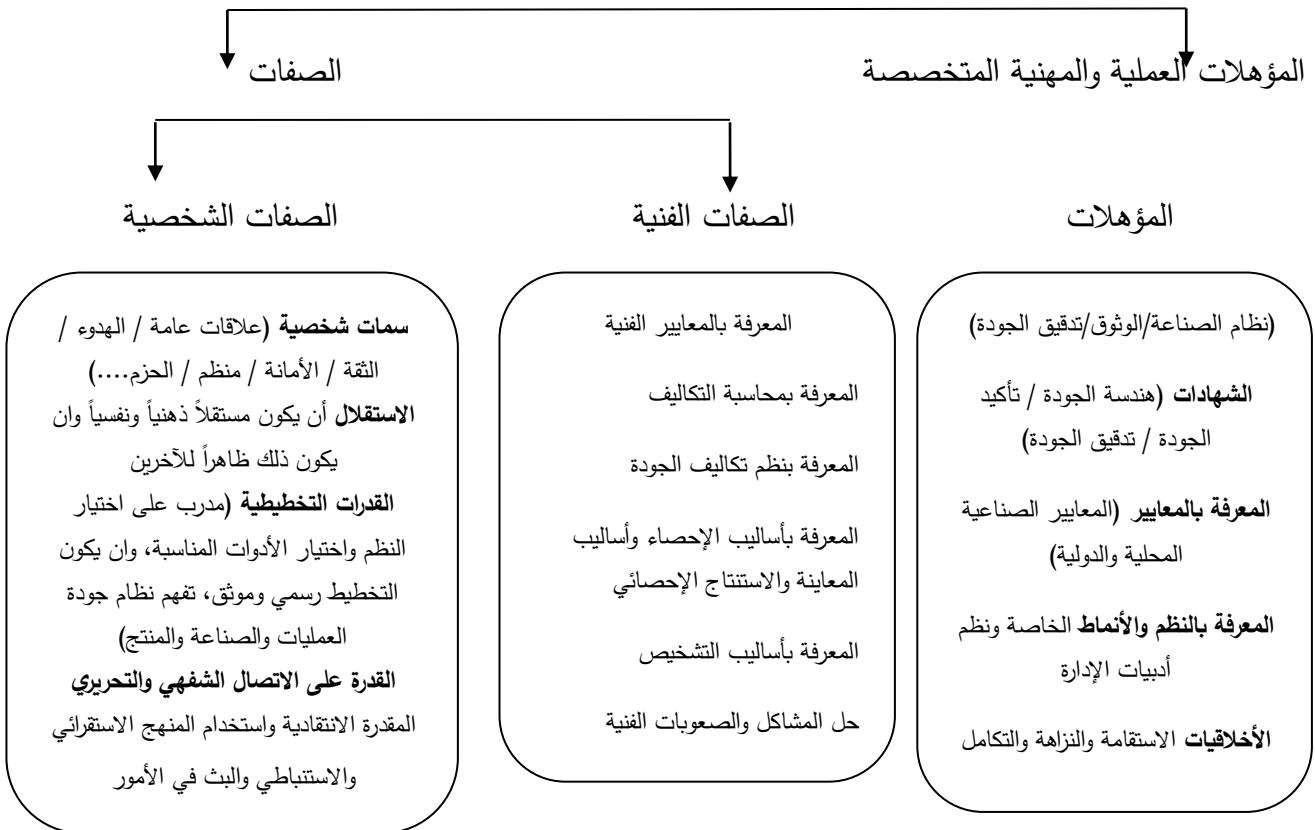 المؤهلات العملية والمهنية المتخصصة
الصفات
المؤهلات
الصفات الفنية
الصفات الشخصية
(نظام الصناعة/الوثوق/تدقيق الجودة)
الشهادات (هندسة الجودة / تأكيد
الجودة / تدقيق الجودة)
المعرفة بالمعايير (المعايير الصناعية
المحلية والدولية)
المعرفة بالنظم والأنماط الخاصة ونظم
أدبيات الإدارة
الأخلاقيات الاستقامة والنزاهة والتكامل
المعرفة بالمعايير الفنية
المعرفة بمحاسبة التكاليف
المعرفة بنظم تكاليف الجودة
المعرفة بأساليب الإحصاء وأساليب
المعاينة والاستنتاج الإحصائي
المعرفة بأساليب التشخيص
حل المشاكل والصعوبات الفنية
سمات شخصية (علاقات عامة / الهدوء /
الثقة / الأمانة / منظم / الحزم....)
الاستقلال أن يكون مستقلاً ذهنياً ونفسياً وان
يكون ذلك ظاهراً للآخرين
القدرات التخطيطية (مدرب على اختيار
النظم واختيار الأدوات المناسبة، وان يكون
التخطيط رسمي وموثق، تفهم نظام جودة
العمليات والصناعة والمنتج)
القدرة على الاتصال الشفهي والتحريري
المقدرة الانتقادية واستخدام المنهج الاستقرائي
والاستنباطي والبث في الأمور